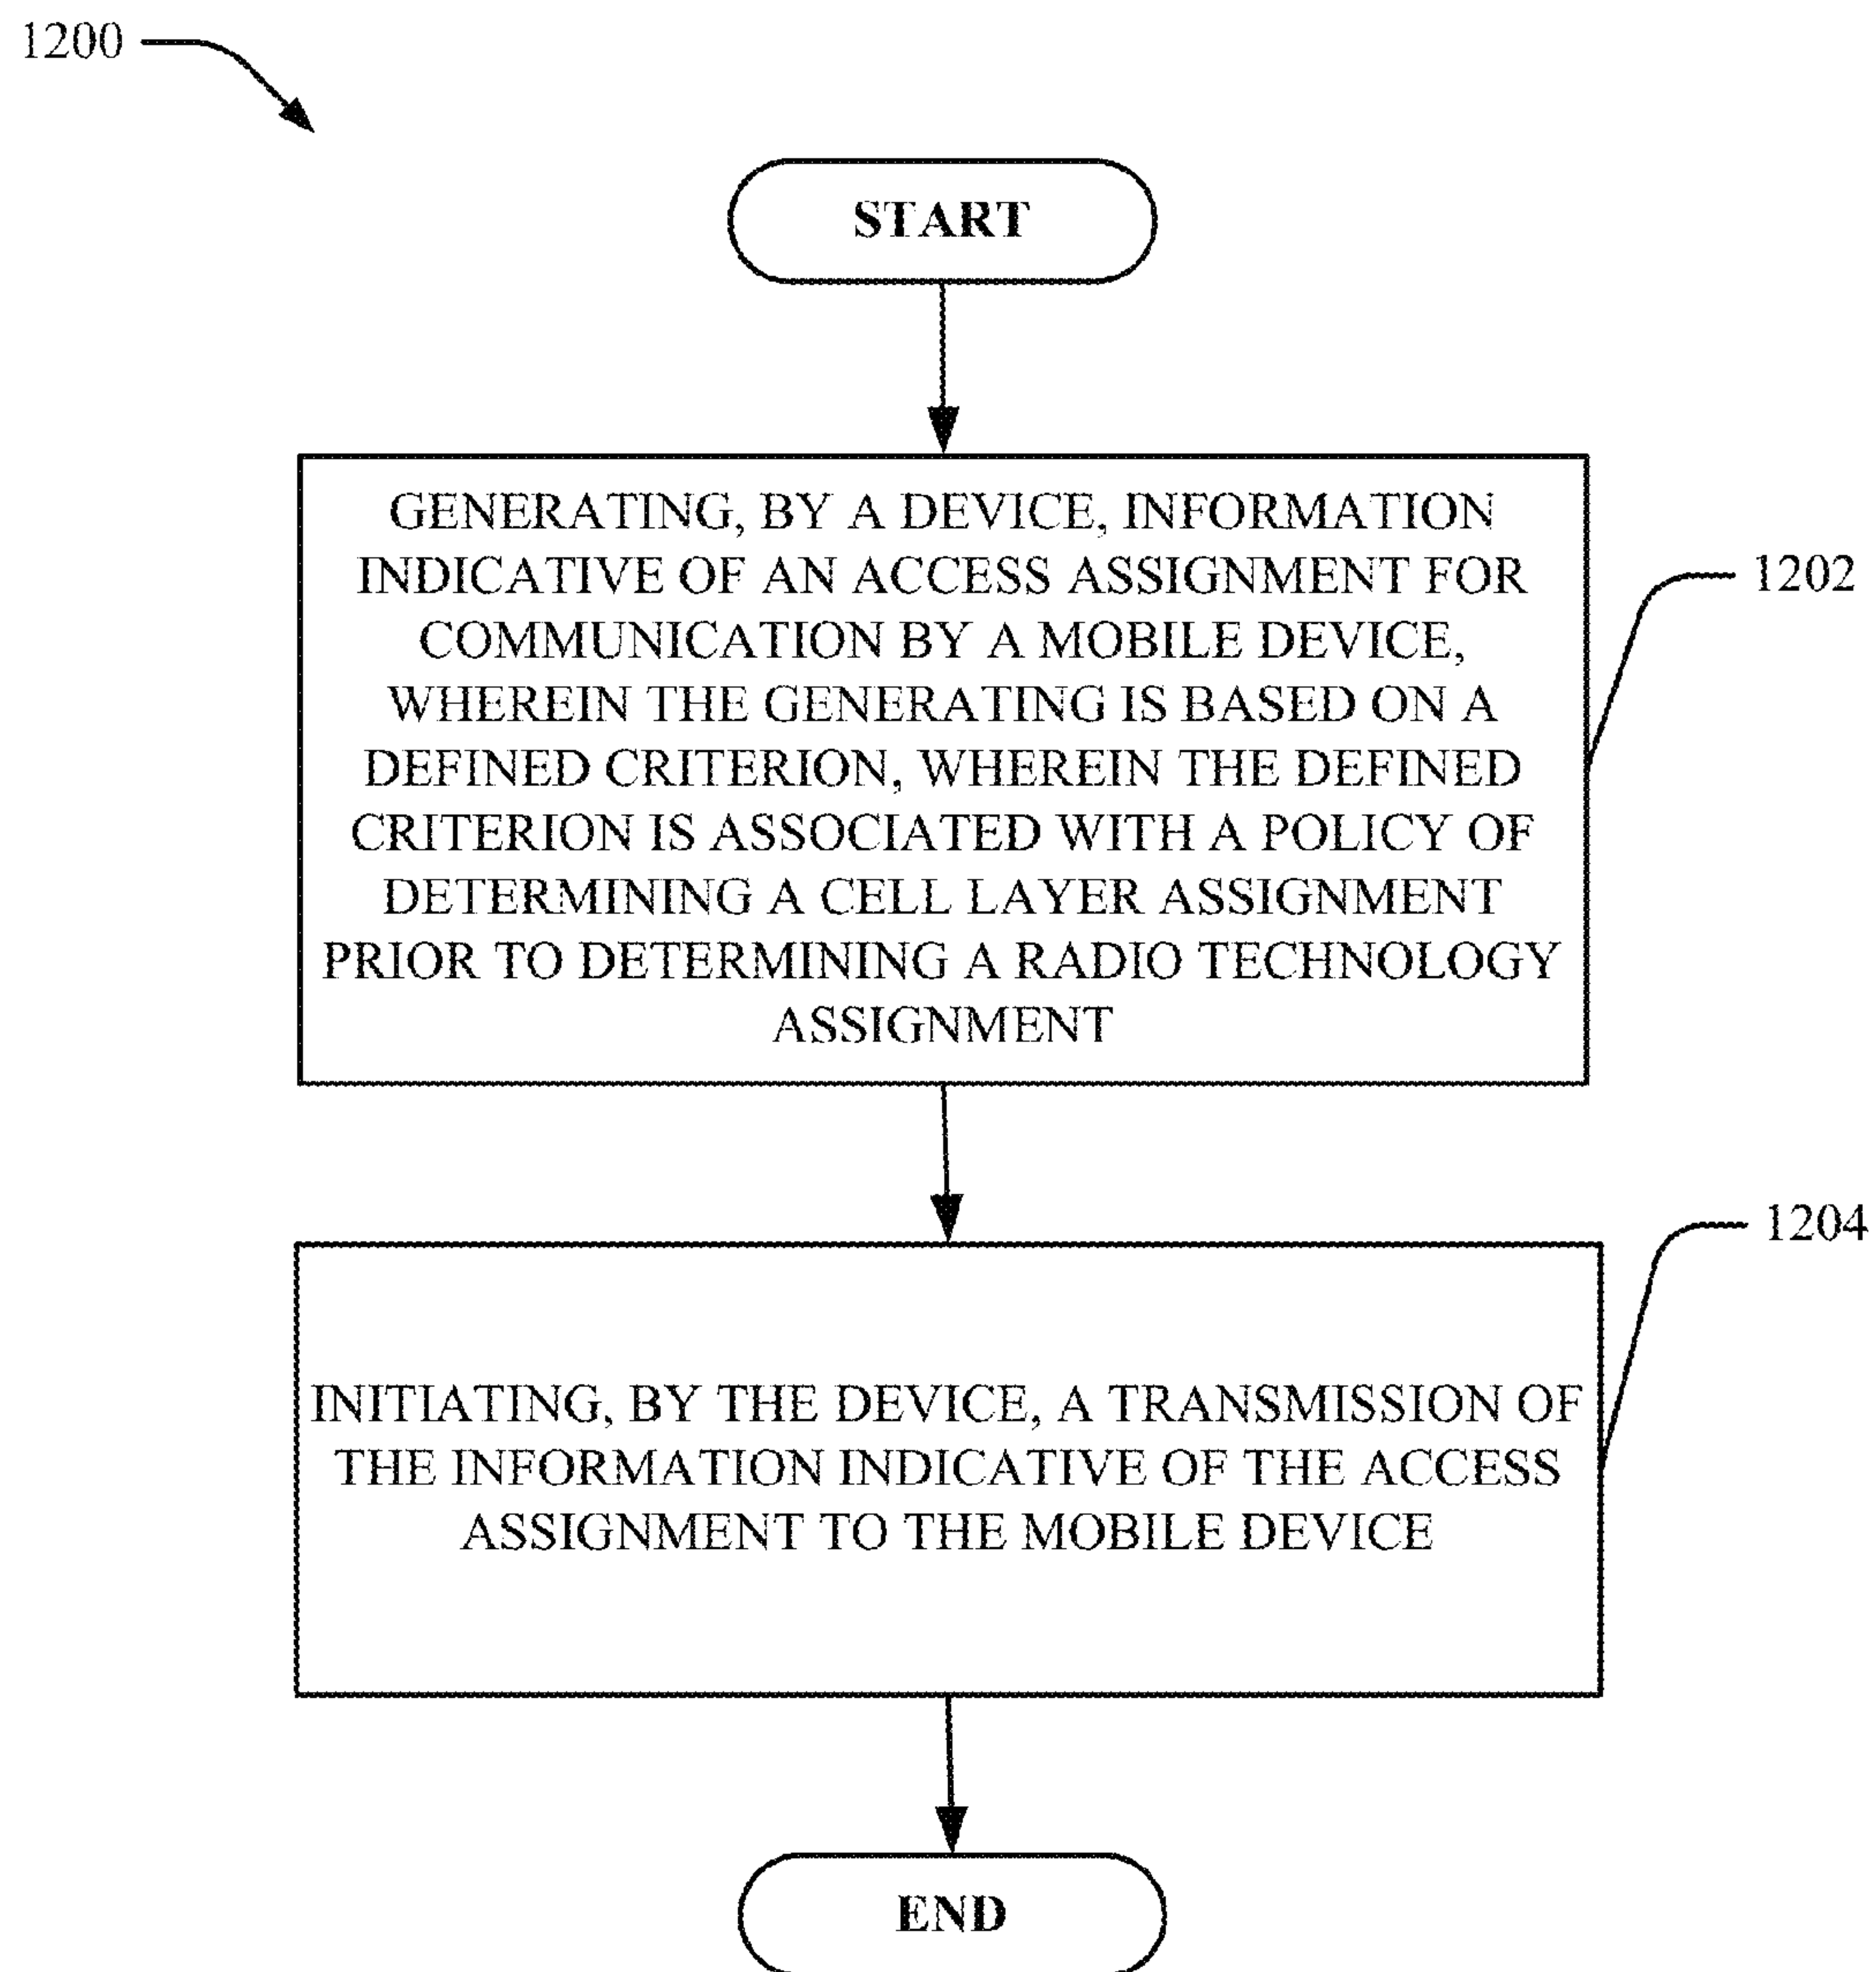 1200
START
GENERATING, BY A DEVICE, INFORMATION
INDICATIVE OF AN ACCESS ASSIGNMENT FOR
COMMUNICATION BY A MOBILE DEVICE,
WHEREIN THE GENERATING IS BASED ON A
DEFINED CRITERION, WHEREIN THE DEFINED
CRITERION IS ASSOCIATED WITH A POLICY OF
DETERMINING A CELL LAYER ASSIGNMENT
PRIOR TO DETERMINING A RADIO TECHNOLOGY
ASSIGNMENT
1202
INITIATING, BY THE DEVICE, A TRANSMISSION OF
THE INFORMATION INDICATIVE OF THE ACCESS
ASSIGNMENT TO THE MOBILE DEVICE
1204
END